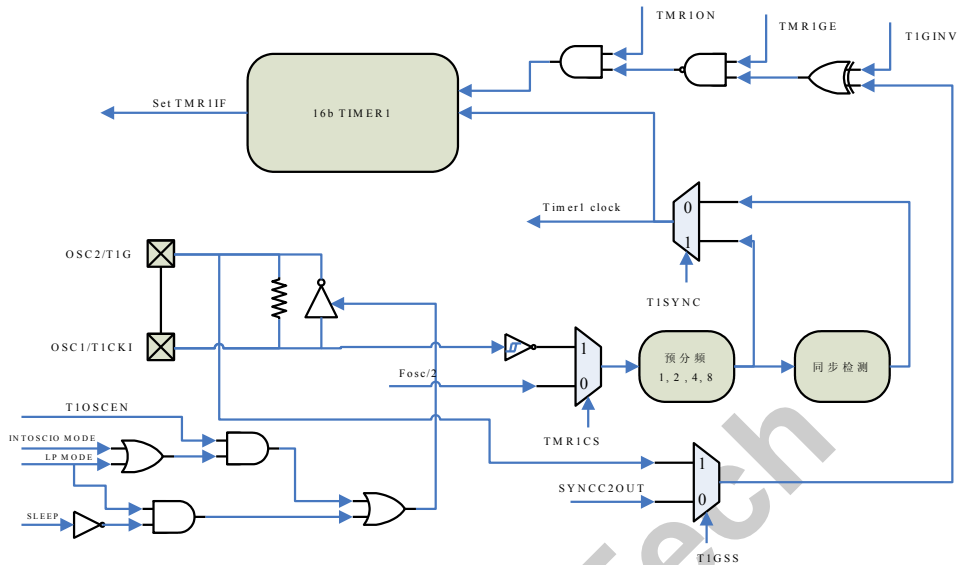 TMR1ON
TMR1GE
T1GINV
Set TMR1IF
16b TIMER1
Timer1 clock
0
1
T1SYNC
OSC2/T1G
OSC1/T1CKI
Fosc/2
1
0
TMR1CS
预分频
1, 2, 4, 8
同步检测
T1OSCEN
INTOSCIO MODE
LP MODE
SLEEP
SYNCC2OUT
1
0
T1GSS
Tech